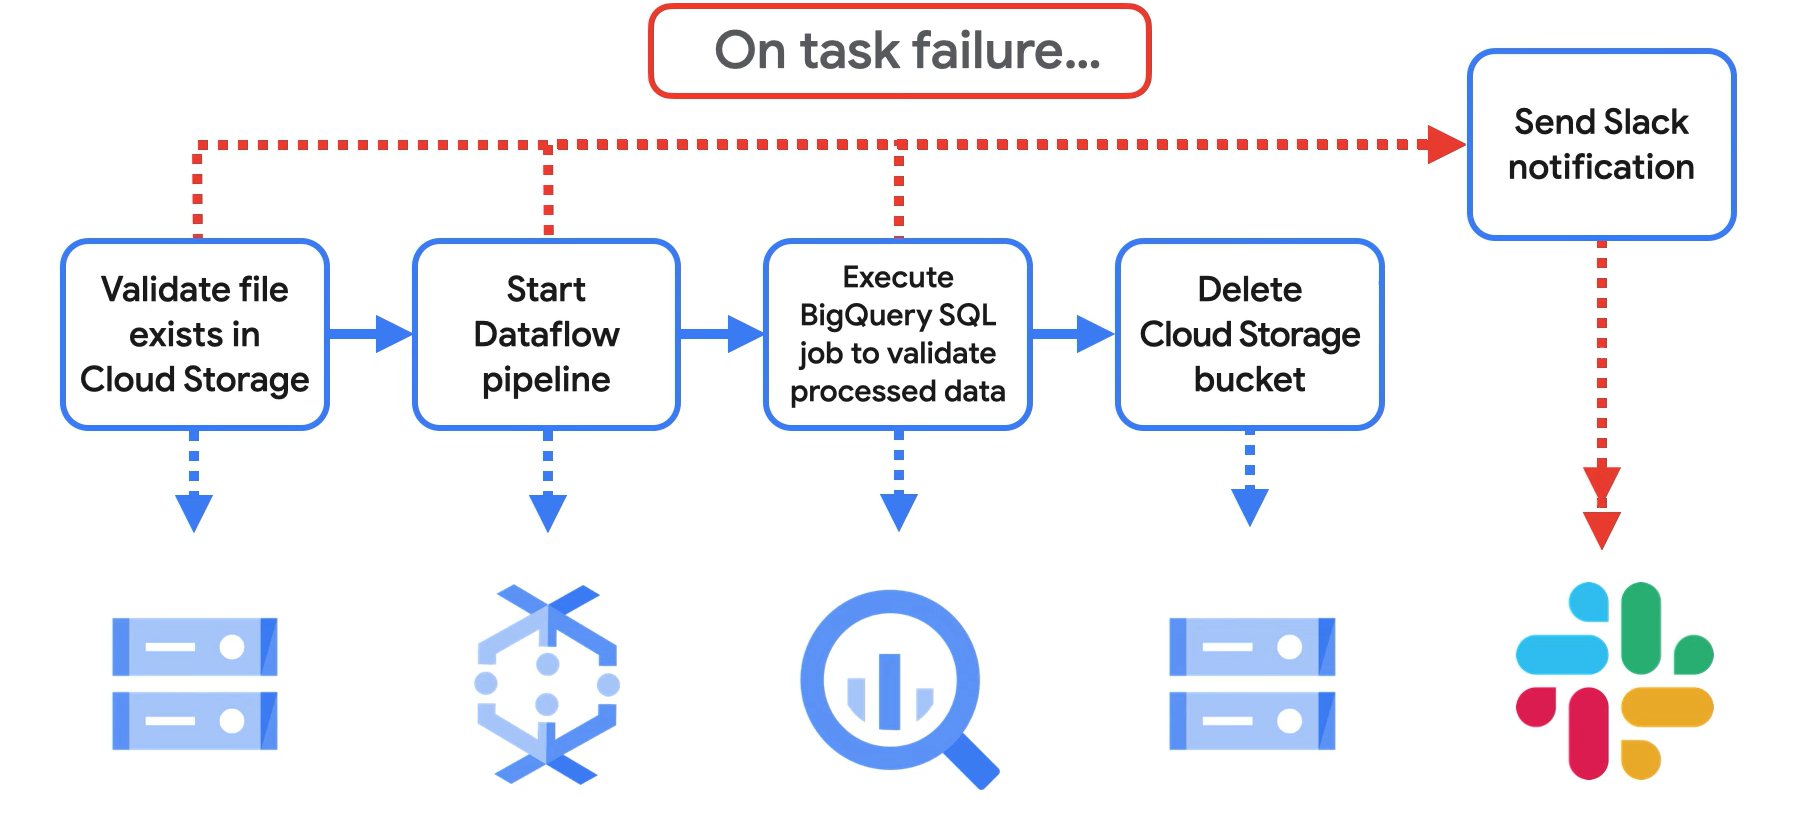 On task failure...
Send Slack
notification
Validate file
exists in
Cloud Storage
Start
Dataflow
pipeline
Execute
BigQuery SQL
job to validate
processed data
Delete
Cloud Storage
bucket